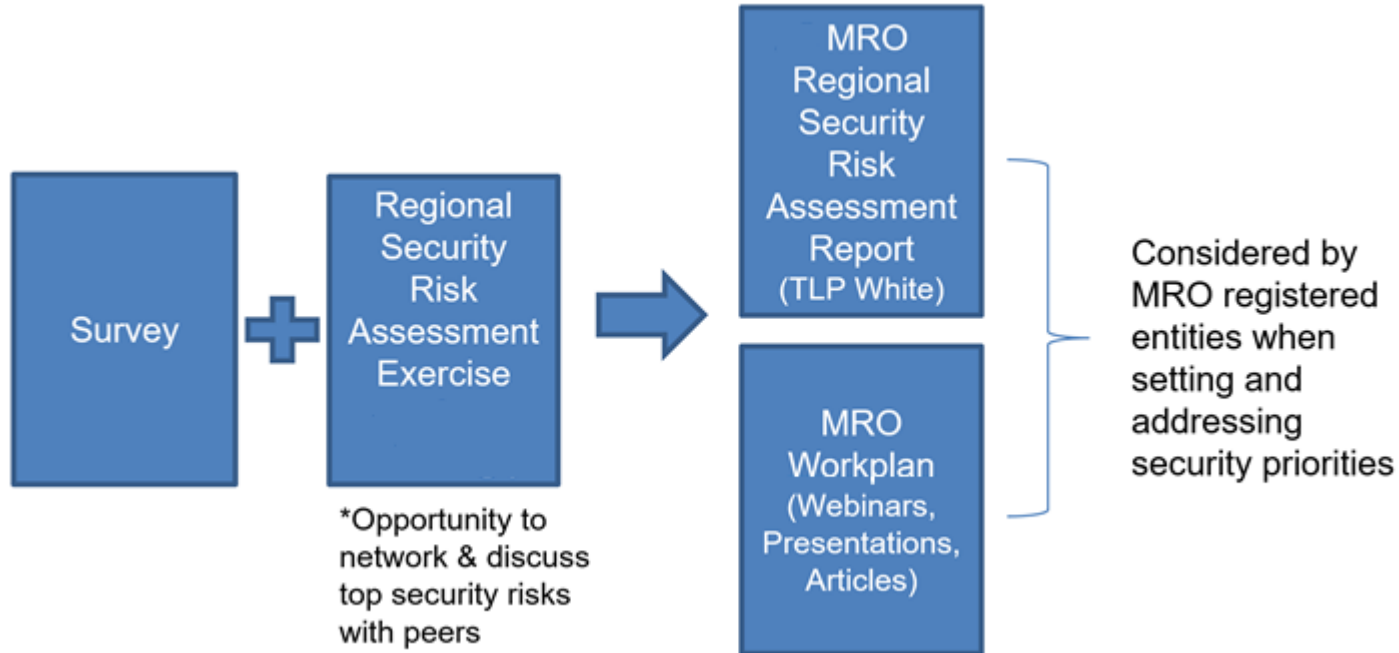 Survey
Regional
Security
Risk
Assessment
Exercise
*Opportunity to
network & discuss
top security risks
with peers
MRO
Regional
Security
Risk
Assessment
Report
(TLP White)
MRO
Workplan
(Webinars,
Presentations,
Articles)
Considered by
MRO registered
entities when
setting and
addressing
security priorities